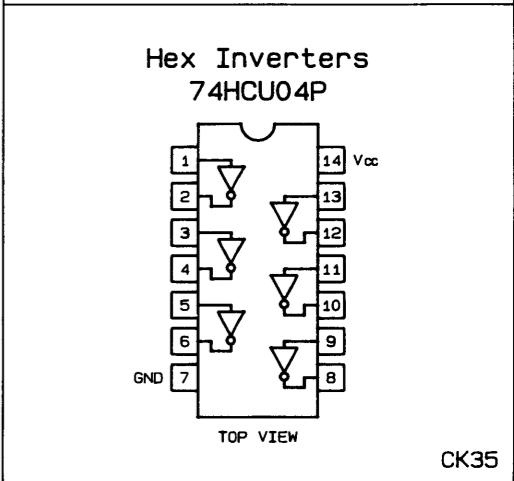 Hex Inverters
74HCU04P
1 14 Vcc
2 13
3 12
4 11
5 10
6 9
GND 7 8
TOP VIEW
CK35